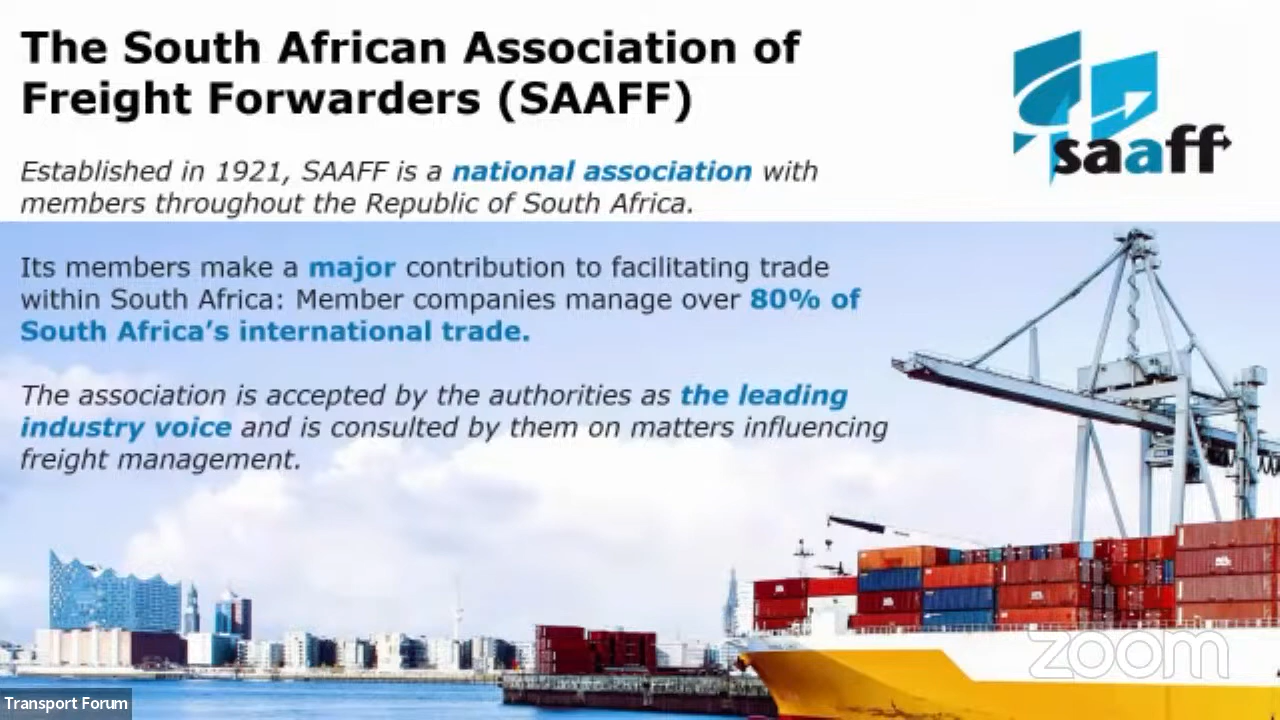 The South African Association of
Freight Forwarders (SAAFF)
saaff
Established in 1921, SAAFF is a national association with
members throughout the Republic of South Africa.
Its members make a major contribution to facilitating trade
within South Africa: Member companies manage over 80% of
South Africa’s international trade.
The association is accepted by the authorities as the leading
industry voice and is consulted by them on matters influencing
freight management.
zoom
Transport Forum